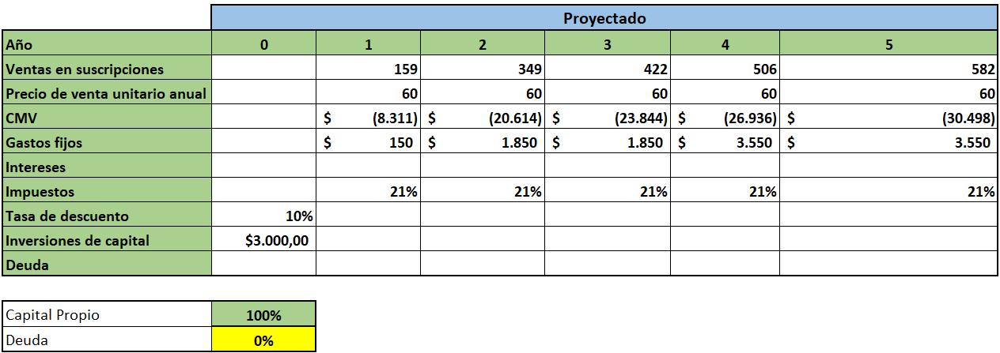 Proyectado
Año 0 1 2 3 4 5
Ventas en suscripciones 159 349 422 506 582
Precio de venta unitario anual 60 60 60 60 60
CMV $ (8.311) $ (20.614) $ (23.844) $ (26.936) $ (30.498)
Gastos fijos $ 150 $ 1.850 $ 1.850 $ 3.550 $ 3.550
Intereses
Impuestos 21% 21% 21% 21% 21%
Tasa de descuento 10%
Inversiones de capital $3.000,00
Deuda
Capital Propio 100%
Deuda 0%